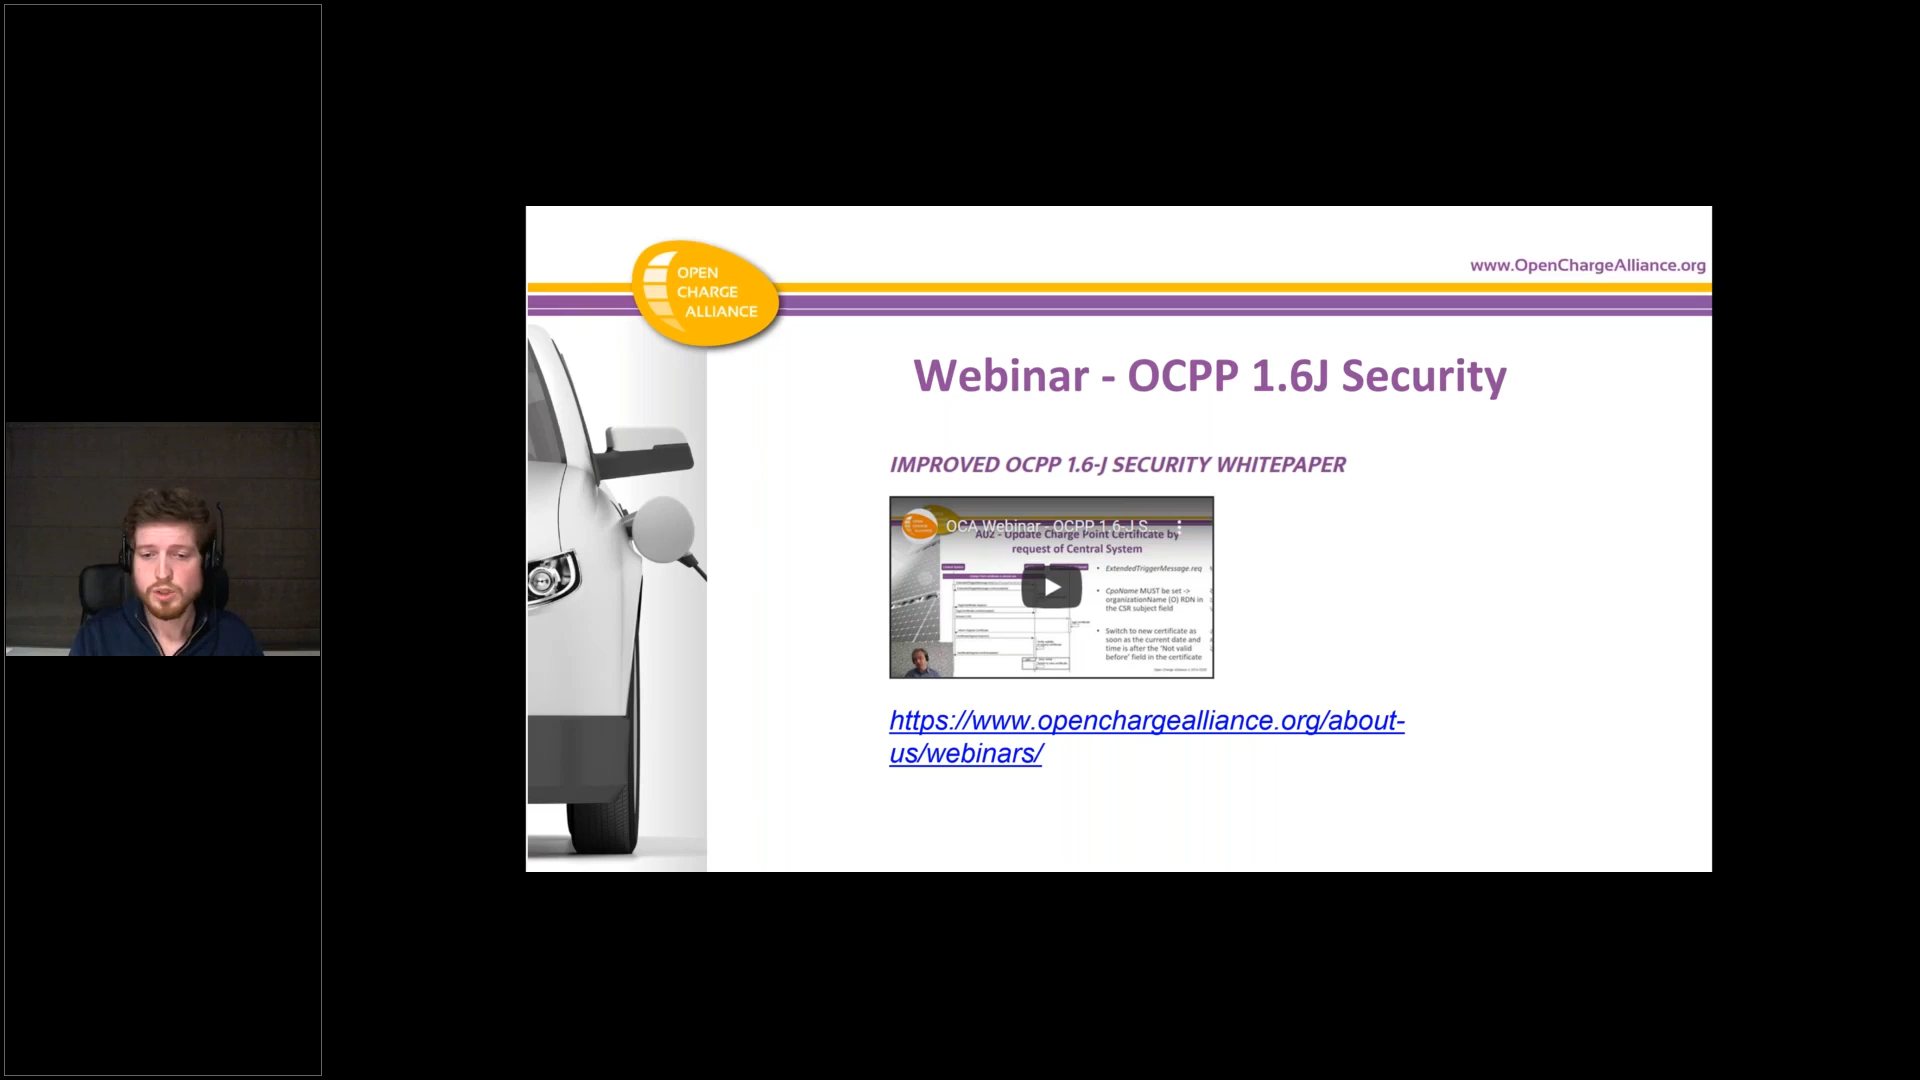 OPEN
CHARGE
ALLIANCE
www.OpenChargeAlliance.org
Webinar - OCPP 1.6J Security
IMPROVED OCPP 1.6-J SECURITY WHITEPAPER
OCA Webinar - OCPP 1.6-J S...
A02 - Update Charge Point Certificate by
request of Central System
• ExtendedTriggerMessage.req
• CpoName MUST be set ->
organizationName (O) RDN in
the CSR subject field
• Switch to new certificate as
soon as the current date and
time is after the 'Not valid
before' field in the certificate
https://www.openchargealliance.org/about-
us/webinars/